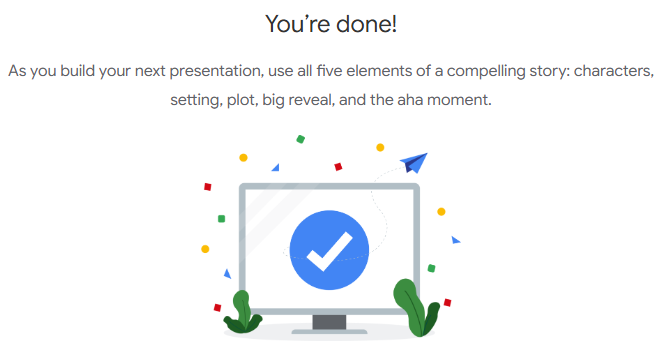 You’re done!
As you build your next presentation, use all five elements of a compelling story: characters,
setting, plot, big reveal, and the aha moment.